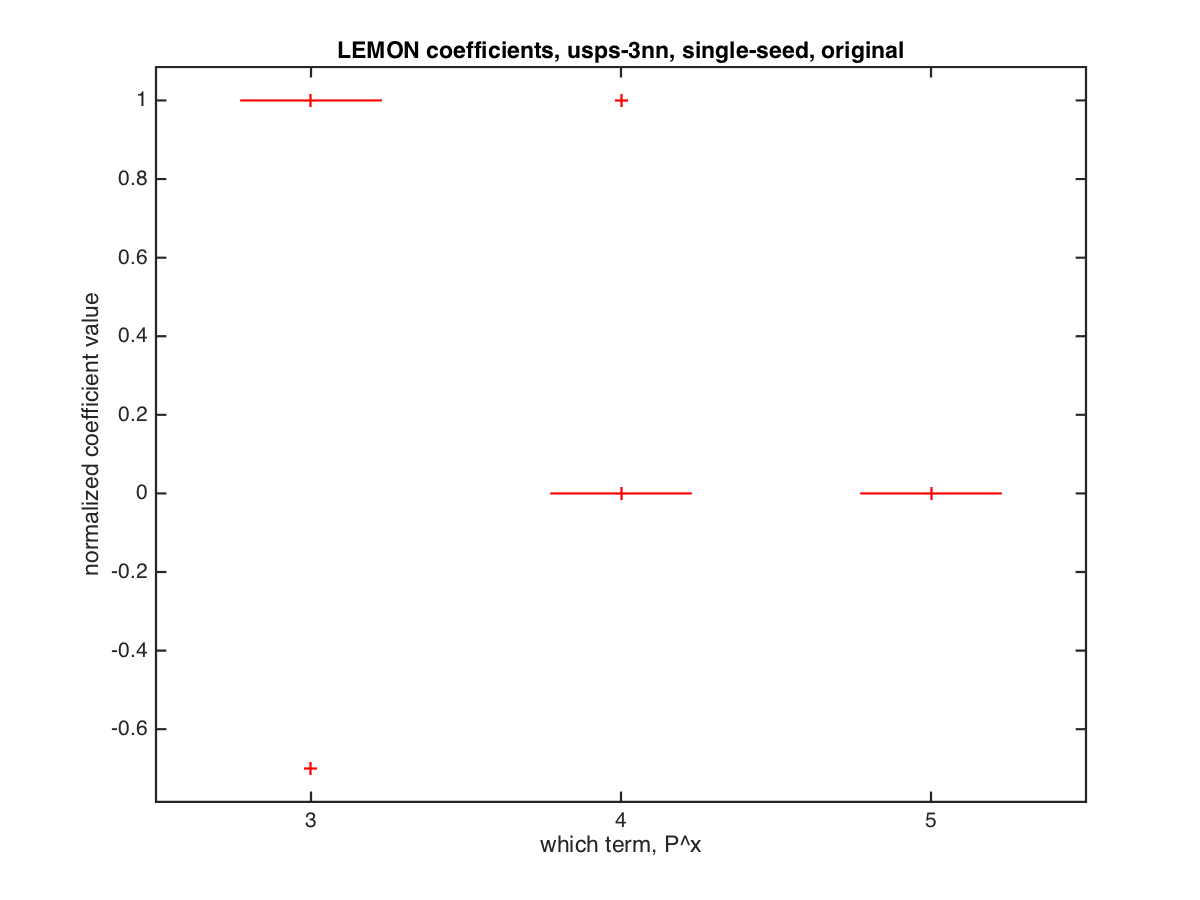 LEMON coefficients, usps-3nn, single-seed, original
normalized coefficient value
1
0.8
0.6
0.4
0.2
0
-0.2
-0.4
-0.6
3 4 5
which term, P^x